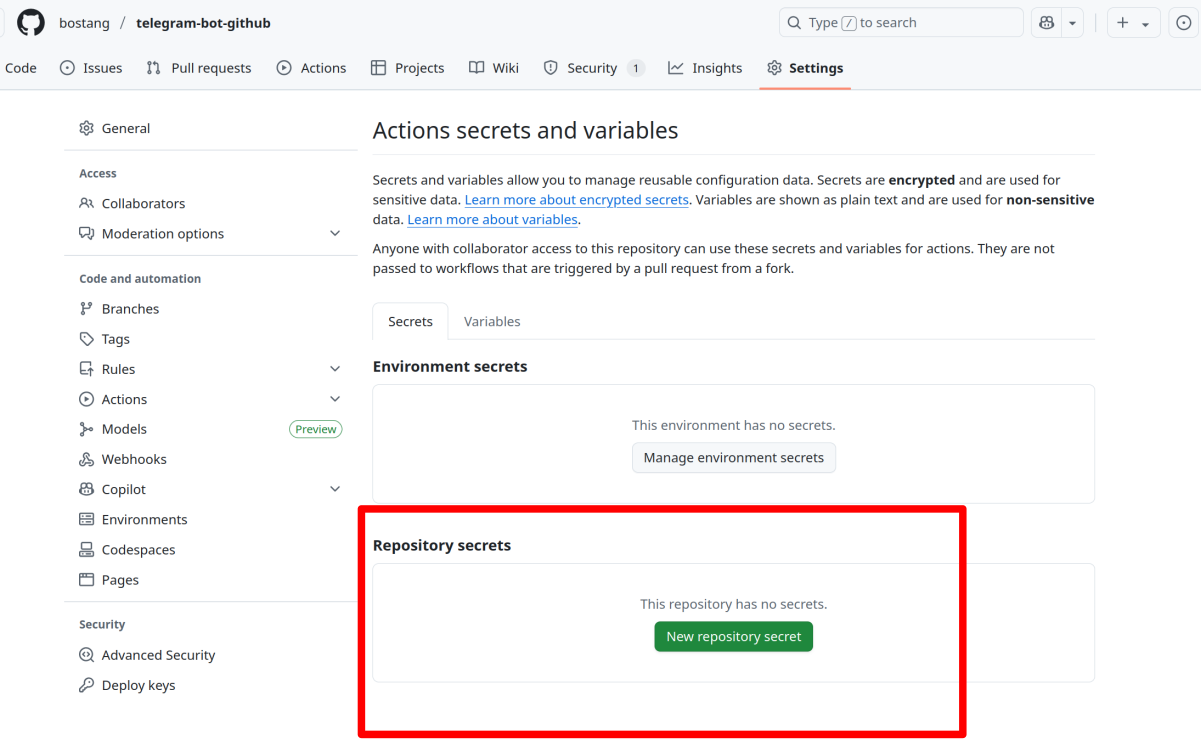 bostang / telegram-bot-github
Type / to search
Code
Issues
Pull requests
Actions
Projects
Wiki
Security 1
Insights
Settings
General
Access
Collaborators
Moderation options
Code and automation
Branches
Tags
Rules
Actions
Models Preview
Webhooks
Copilot
Environments
Codespaces
Pages
Security
Advanced Security
Deploy keys
Actions secrets and variables
Secrets and variables allow you to manage reusable configuration data. Secrets are encrypted and are used for
sensitive data. Learn more about encrypted secrets. Variables are shown as plain text and are used for non-sensitive
data. Learn more about variables.
Anyone with collaborator access to this repository can use these secrets and variables for actions. They are not
passed to workflows that are triggered by a pull request from a fork.
Secrets
Variables
Environment secrets
This environment has no secrets.
Manage environment secrets
Repository secrets
This repository has no secrets.
New repository secret